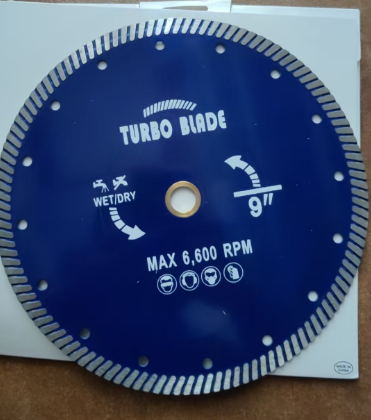 TURBO BLADE
WET/DRY
9"
MAX 6,600 RPM